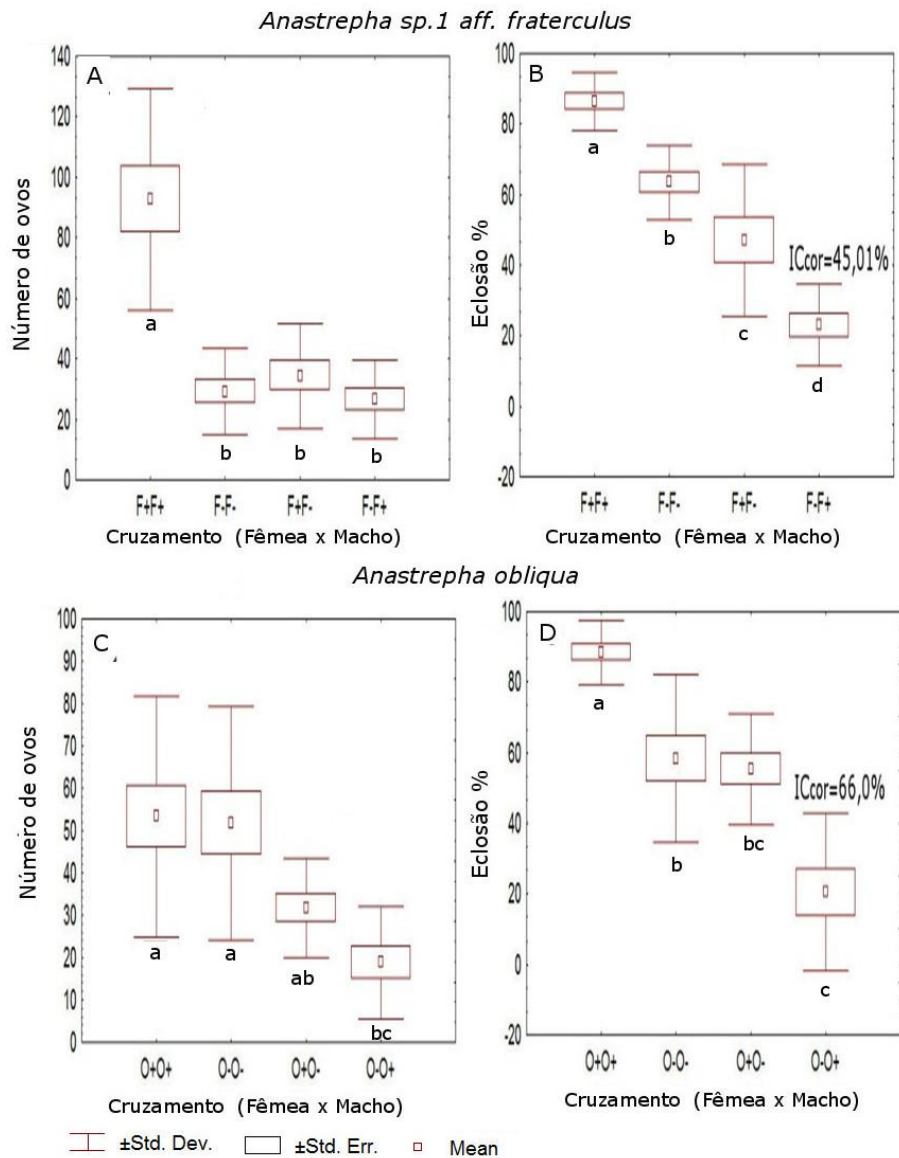 Anastrepha sp.1 aff. fraterculus
A
Número de ovos
140
120
100
80
60
40
20
0
a
b
b
b
F+F+
F-F-
F+F-
F-F+
Cruzamento (Fêmea x Macho)
B
Eclosão %
100
80
60
40
20
0
-20
a
b
c
ICcor=45,01%
d
F+F+
F-F-
F+F-
F-F+
Cruzamento (Fêmea x Macho)
Anastrepha obliqua
C
Número de ovos
100
90
80
70
60
50
40
30
20
10
0
a
a
ab
bc
O+O+
O-O-
O+O-
O-O+
Cruzamento (Fêmea x Macho)
D
Eclosão %
100
80
60
40
20
0
-20
a
b
bc
ICcor=66,0%
c
O+O+
O-O-
O+O-
O-O+
Cruzamento (Fêmea x Macho)
±Std. Dev. ±Std. Err. Mean